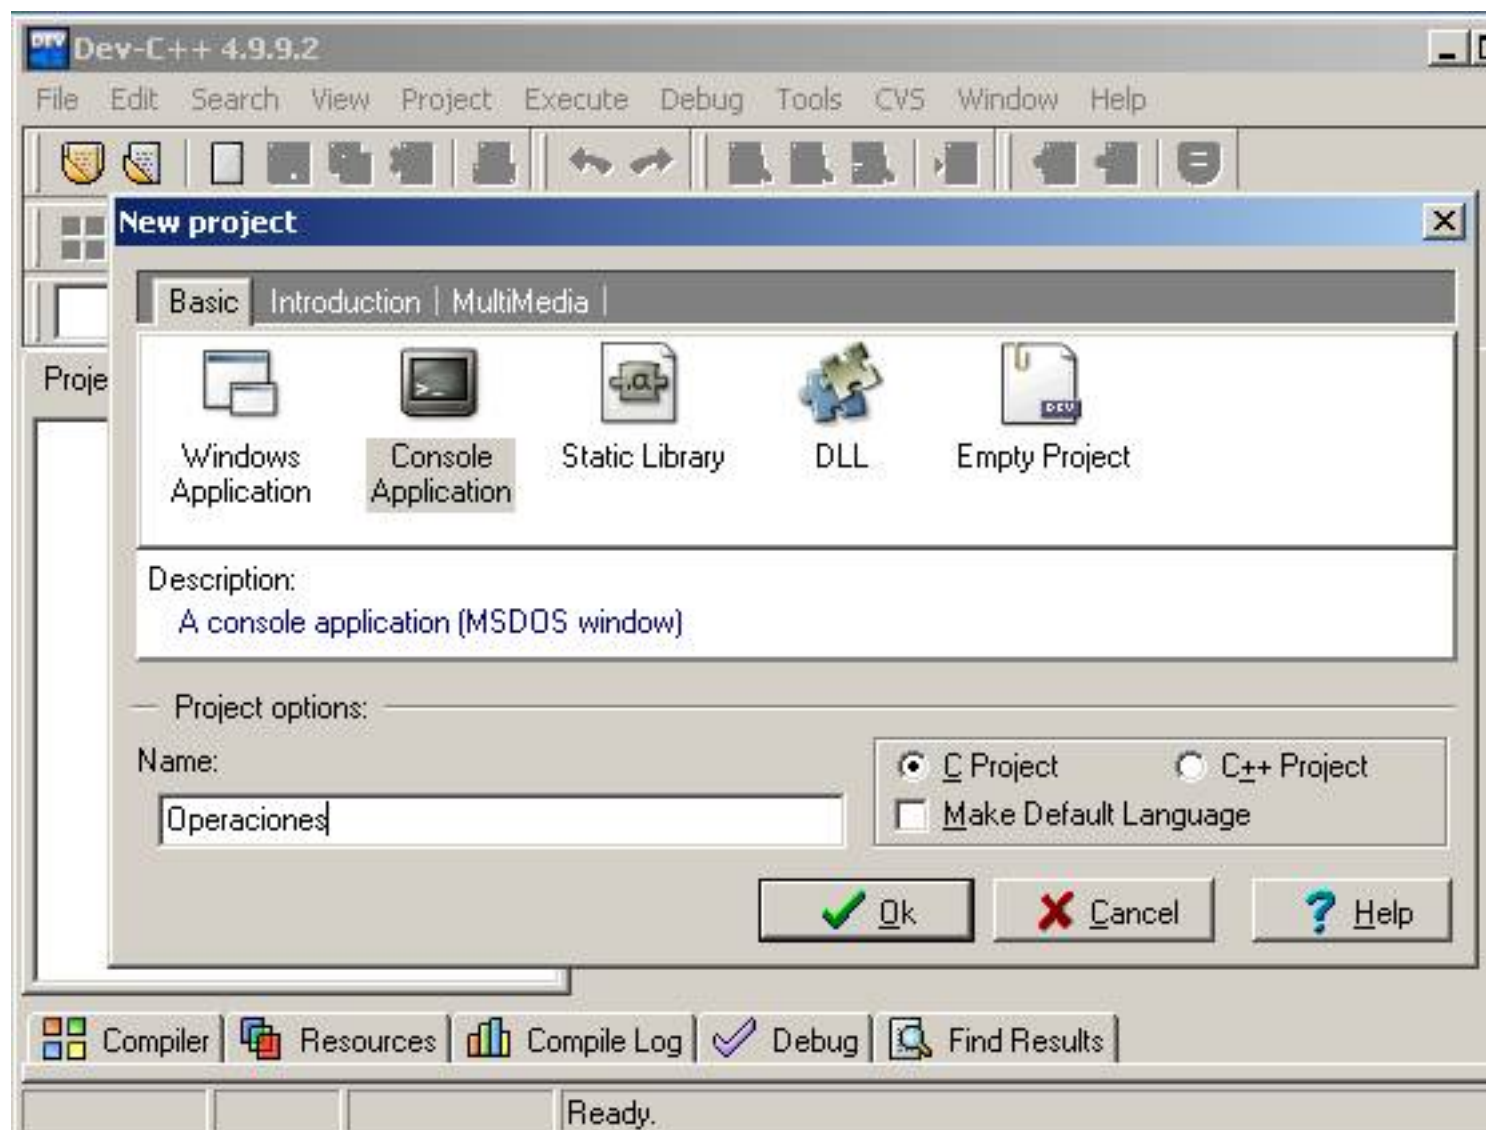 DEV Dev-C++ 4.9.9.2
File Edit Search View Project Execute Debug Tools CVS Window Help
New project
Basic Introduction MultiMedia
Proje
>_ .a DEV
Windows Application
Console Application
Static Library
DLL
Empty Project
Description:
A console application (MSDOS window)
Project options:
Name:
C Project C++ Project
Operaciones
Make Default Language
Ok Cancel Help
Compiler Resources Compile Log Debug Find Results
Ready.